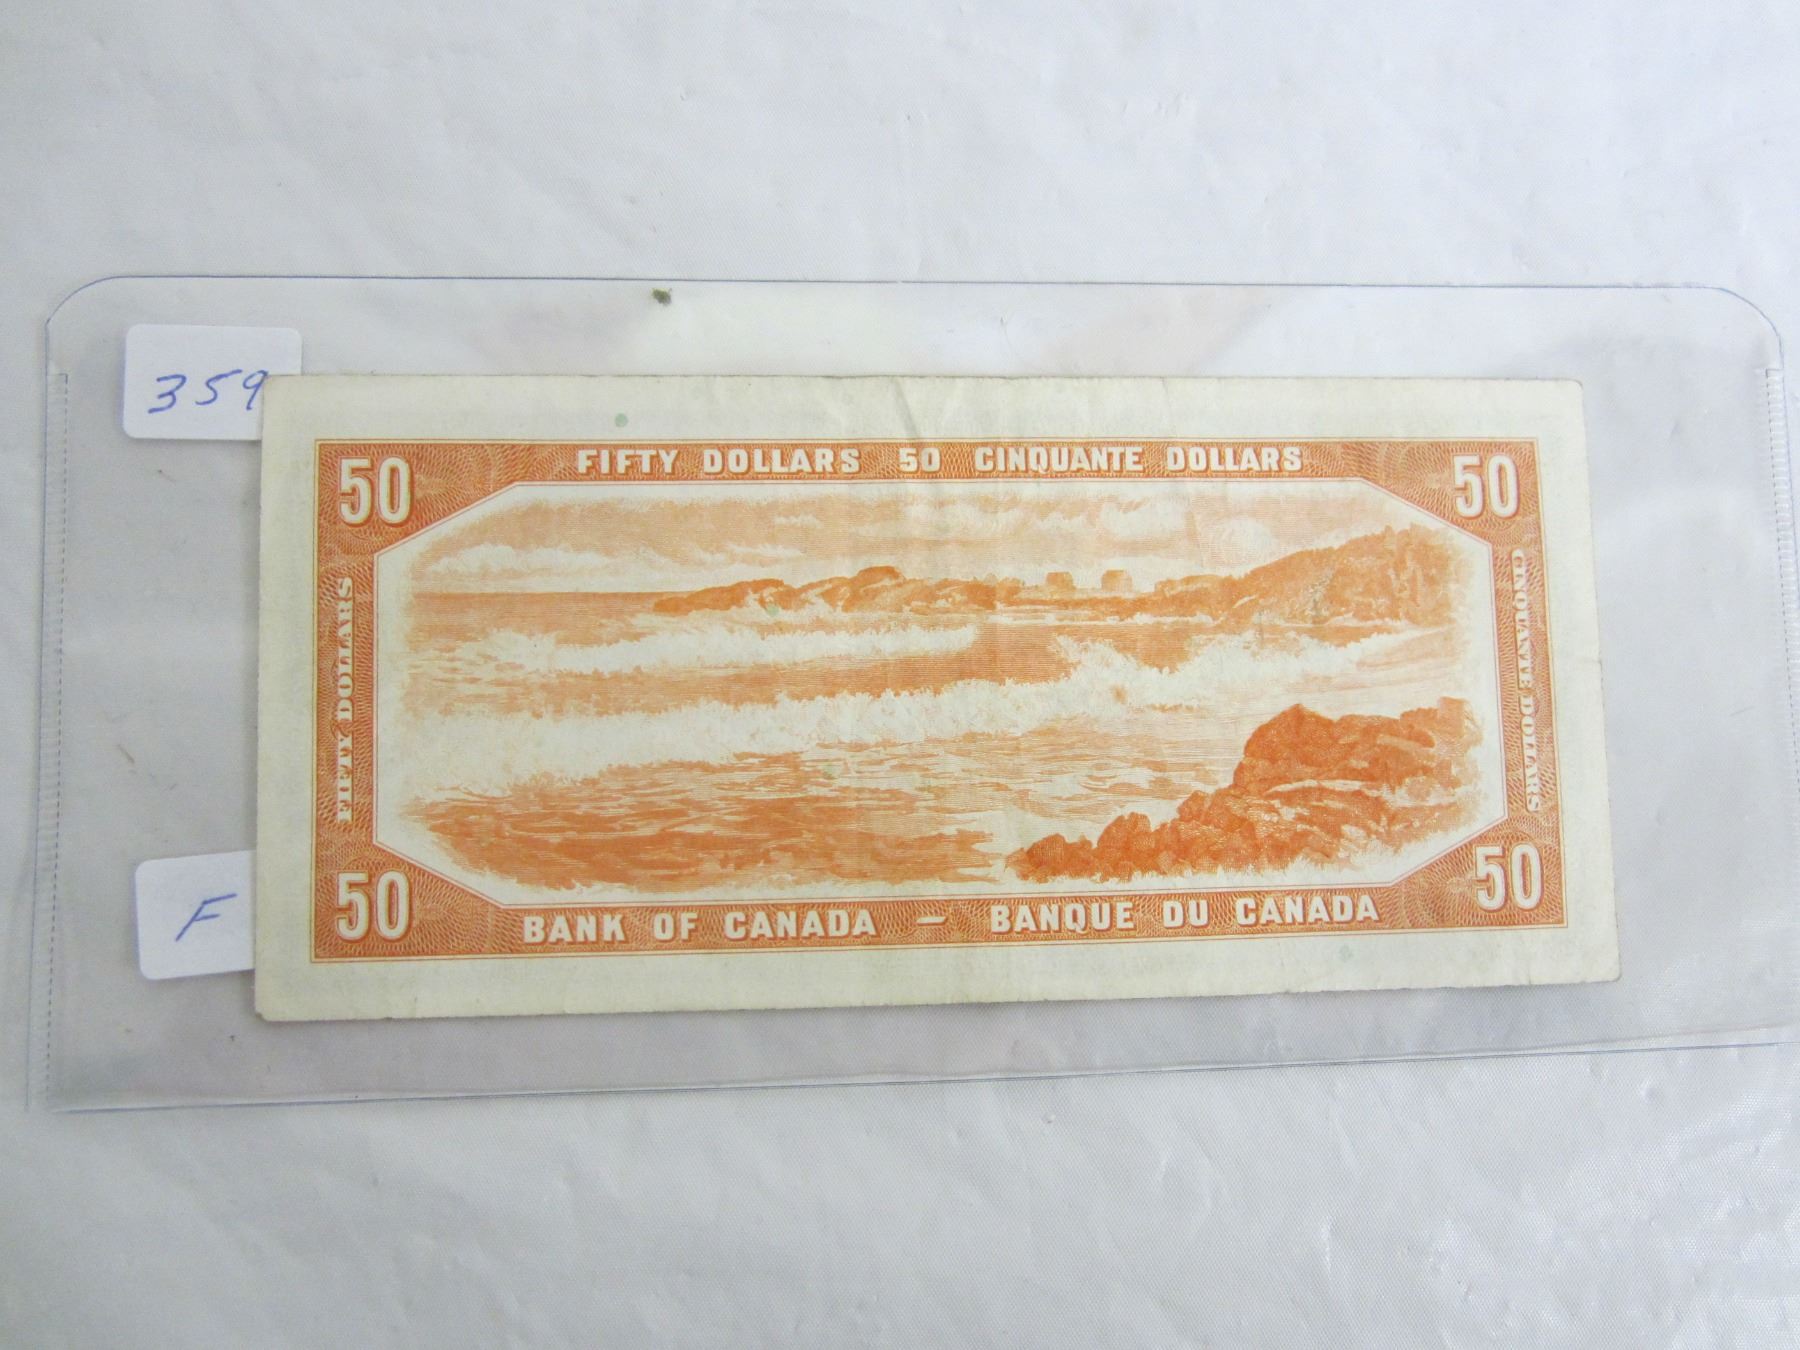 359
F
FIFTY DOLLARS 50 CINQUANTE DOLLARS
50
50
FIFTY DOLLARS
CINQUANTE DOLLARS
50
50
BANK OF CANADA — BANQUE DU CANADA